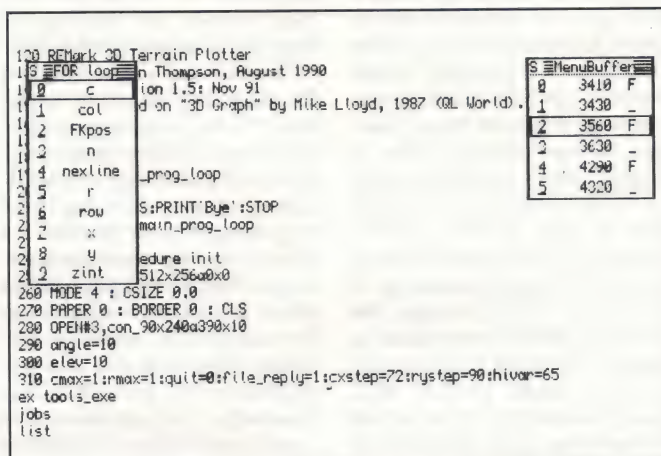 120 REMark 3D Terrain Plotter
n Thompson, August 1990
ion 1.5: Nov 91
d on "3D Graph" by Mike Lloyd, 1987 (QL World).
_prog_loop
S:PRINT'Bye':STOP
main_prog_loop
edure init
512x256a0x0
260 MODE 4 : CSIZE 0,0
270 PAPER 0 : BORDER 0 : CLS
280 OPEN#3,con_90x240a390x10
290 angle=10
300 elev=10
310 cmax=1:rmax=1:quit=0:file_reply=1:cxstep=72:rystep=90:hivar=65
ex tools_exe
jobs
list
S FOR loop
0 c
1 col
2 FKpos
3 n
4 nexline
5 r
6 row
7 x
8 y
9 zint
S MenuBuffer
0 3410 F
1 3430 _
2 3560 F
3 3630 _
4 4290 F
5 4320 _